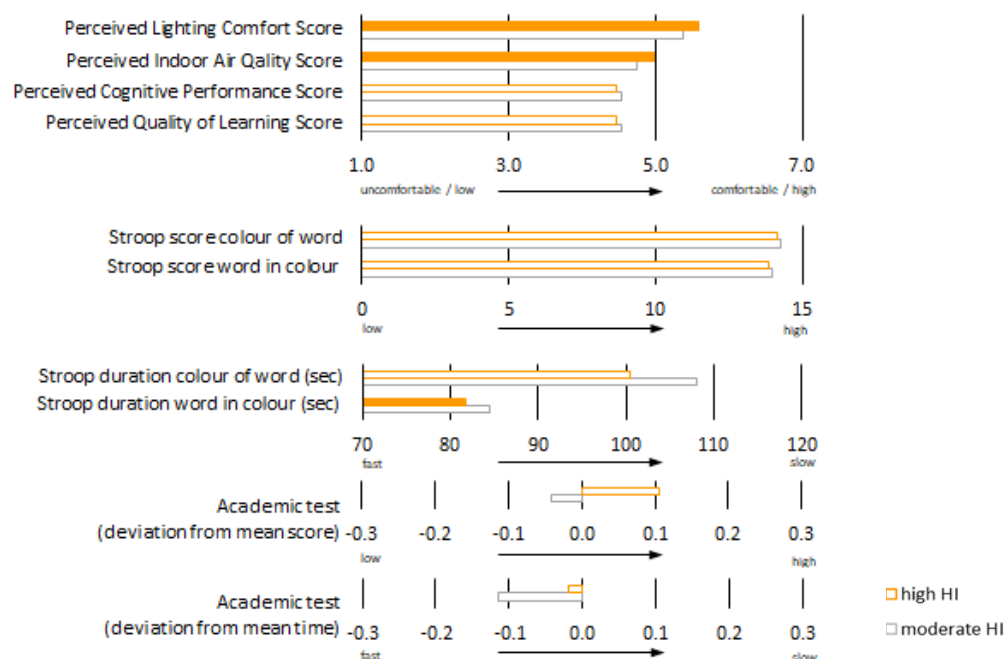 Perceived Lighting Comfort Score
Perceived Indoor Air Qality Score
Perceived Cognitive Performance Score
Perceived Quality of Learning Score
1.0 3.0 5.0 7.0
uncomfortable / low comfortable / high
Stroop score colour of word
Stroop score word in colour
0 5 10 15
low high
Stroop duration colour of word (sec)
Stroop duration word in colour (sec)
70 80 90 100 110 120
fast slow
Academic test
(deviation from mean score) -0.3 -0.2 -0.1 0.0 0.1 0.2 0.3
low high
Academic test
(deviation from mean time) -0.3 -0.2 -0.1 0.0 0.1 0.2 0.3
fast slow
high HI
moderate HI